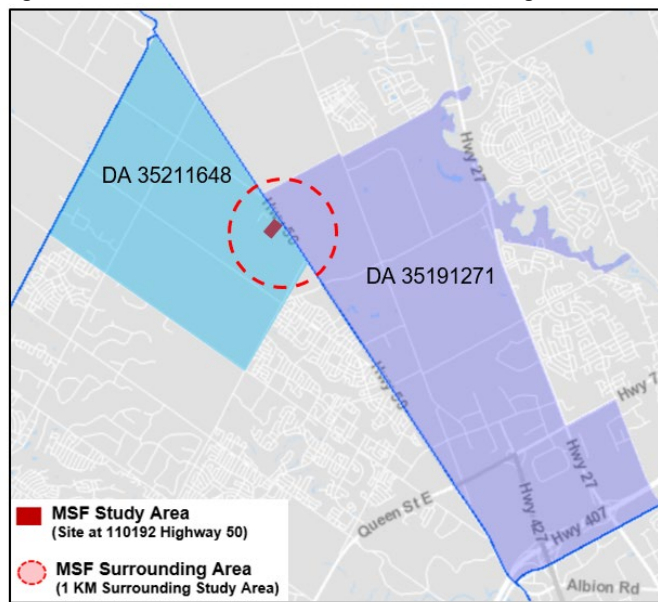 DA 35211648
Hwy 27
Hwy 50
DA 35191271
Hwy 50
Hwy 7
Hwy 27
Queen St E
Hwy 427
Hwy 407
Albion Rd
MSF Study Area
(Site at 110192 Highway 50)
MSF Surrounding Area
(1 KM Surrounding Study Area)